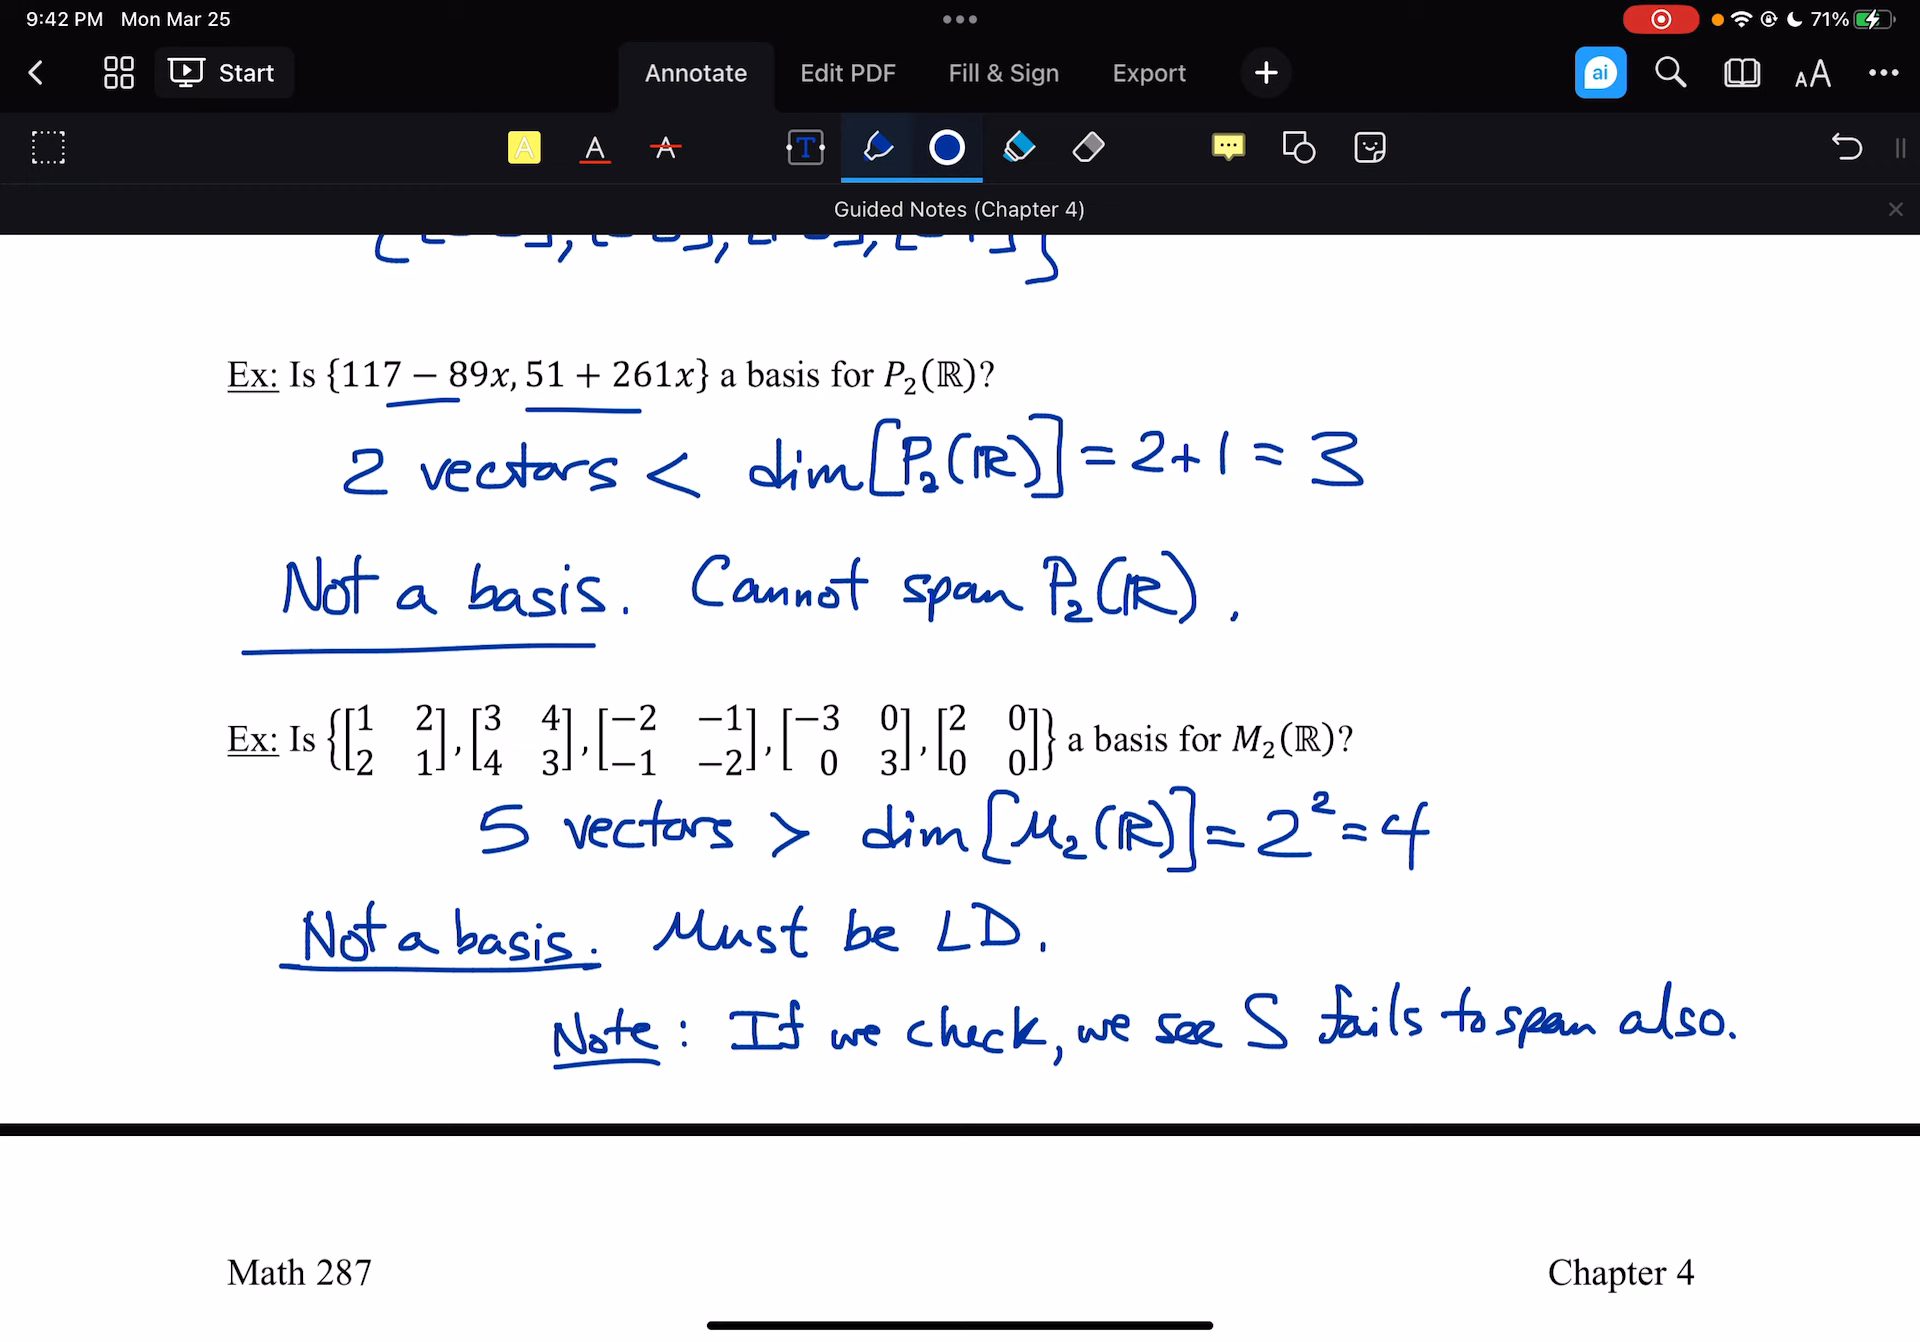 9:42 PM Mon Mar 25
71%
Start
Annotate Edit PDF Fill & Sign Export +
ai
AA
A A A T
Guided Notes (Chapter 4)
Ex: Is {117 − 89x, 51 + 261x} a basis for P₂(ℝ)?
2 vectors < dim[P₂(ℝ)] = 2+1 = 3
Not a basis. Cannot span P₂(ℝ).
Ex: Is {[1 2; 2 1], [3 4; 4 3], [−2 −1; −1 −2], [−3 0; 0 3], [2 0; 0 0]} a basis for M₂(ℝ)?
5 vectors > dim[M₂(ℝ)] = 2² = 4
Not a basis. Must be LD.
Note: If we check, we see S fails to span also.
Math 287
Chapter 4